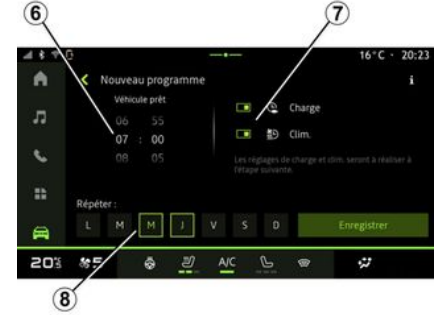 6
7
16°C · 20:23
Nouveau programme
i
Véhicule prêt
06 55
07 : 00
08 05
Charge
Clim.
Les réglages de charge et clim. seront à réaliser à
l'étape suivante.
Répéter :
L M M J V S D
Enregistrer
20°5
A/C
8